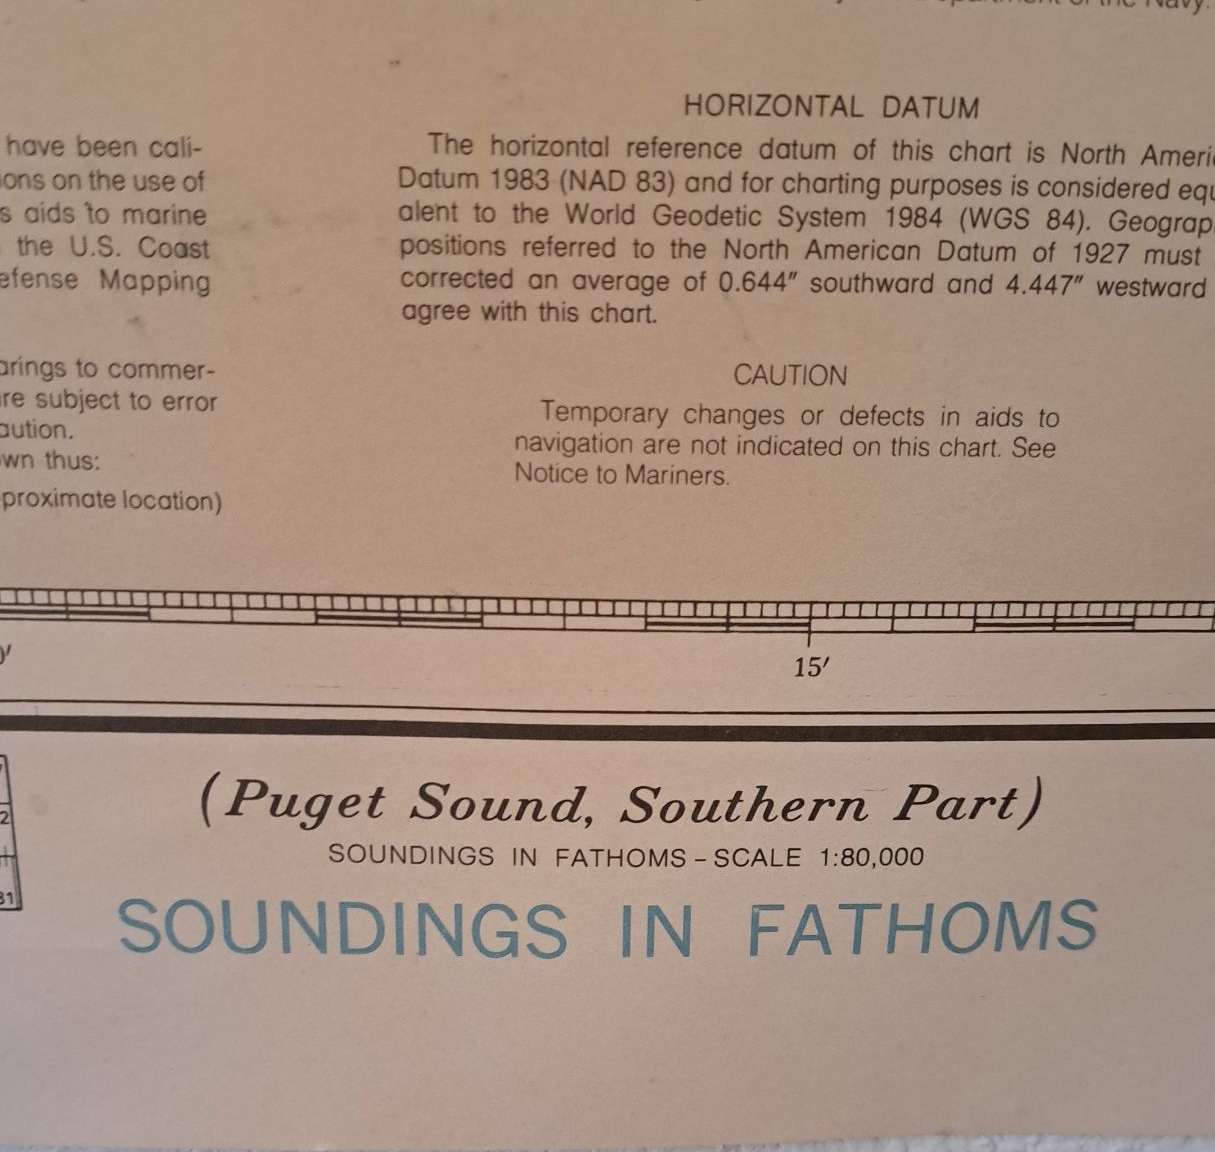 of the Navy.
have been cali-
ons on the use of
s aids to marine
the U.S. Coast
efense Mapping
arings to commer-
re subject to error
aution.
wn thus:
proximate location)
HORIZONTAL DATUM
The horizontal reference datum of this chart is North Ameri
Datum 1983 (NAD 83) and for charting purposes is considered equ
alent to the World Geodetic System 1984 (WGS 84). Geograp
positions referred to the North American Datum of 1927 must
corrected an average of 0.644″ southward and 4.447″ westward
agree with this chart.
CAUTION
Temporary changes or defects in aids to
navigation are not indicated on this chart. See
Notice to Mariners.
15′
(Puget Sound, Southern Part)
SOUNDINGS IN FATHOMS – SCALE 1:80,000
SOUNDINGS IN FATHOMS